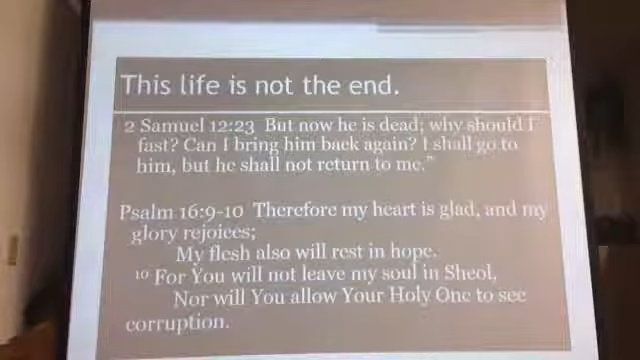 This life is not the end.
2 Samuel 12:23 But now he is dead; why should I
fast? Can I bring him back again? I shall go to
him, but he shall not return to me."
Psalm 16:9-10 Therefore my heart is glad, and my
glory rejoices;
My flesh also will rest in hope.
10 For You will not leave my soul in Sheol,
Nor will You allow Your Holy One to see
corruption.